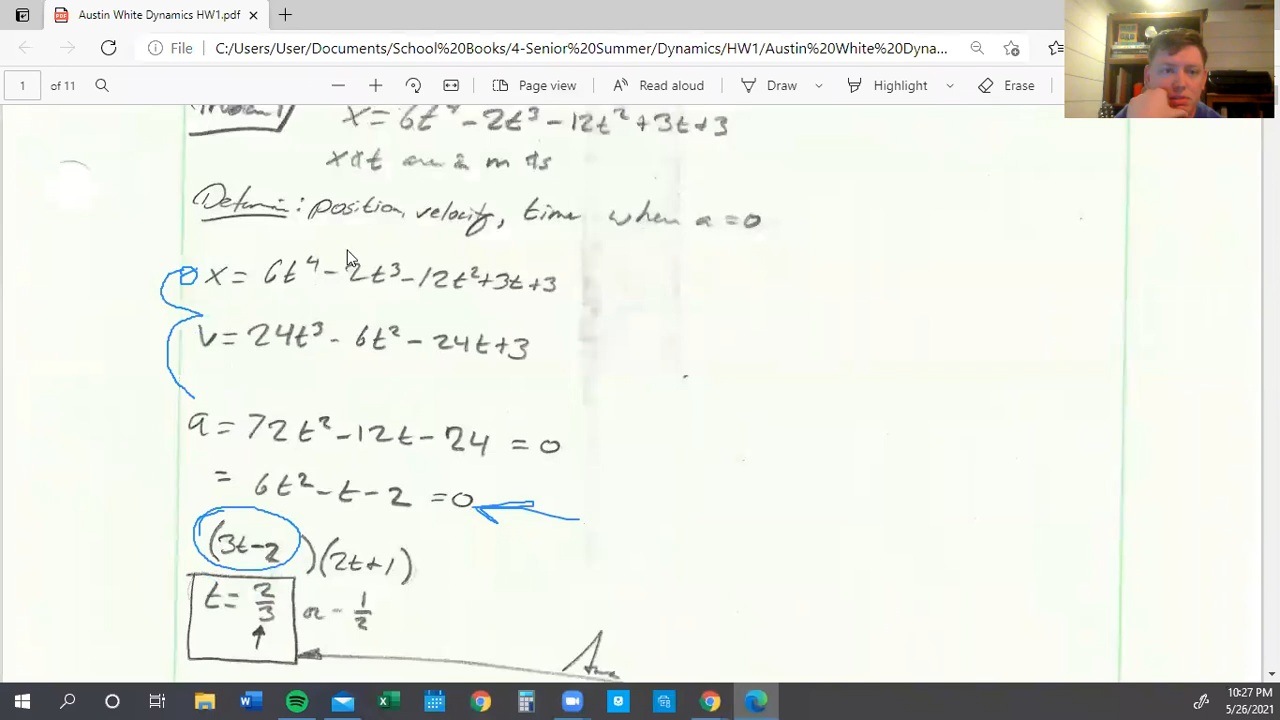 Austin White Dynamics HW1.pdf
File
C:/Users/User/Documents/School%20Books/4-Senior%20Summer/Dynamics/HW1/Austin%20White%20Dyna...
1 of 11
Page view
Read aloud
Draw
Highlight
Erase
x = 6t⁴ - 2t³ - 12t² + 3t + 3
x & t are in m & s
Determine: position, velocity, time when a = 0
x = 6t⁴ - 2t³ - 12t² + 3t + 3
v = 24t³ - 6t² - 24t + 3
a = 72t² - 12t - 24 = 0
= 6t² - t - 2 = 0
(3t-2)(2t+1)
t = 2/3 or - 1/2
10:27 PM
5/26/2021